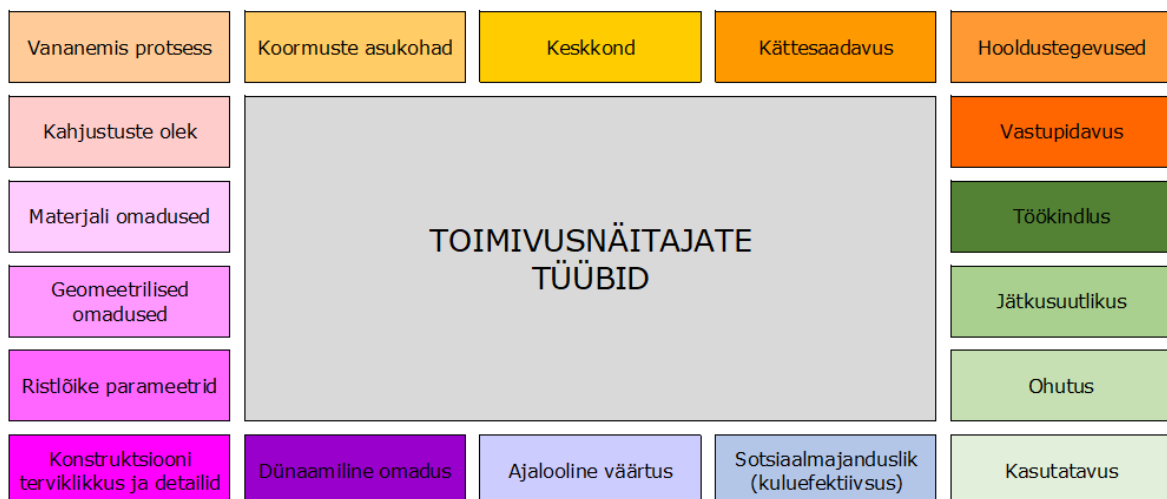 Vananemis protsess
Koormuste asukohad
Keskkond
Kättesaadavus
Hooldustegevused
Kahjustuste olek
Vastupidavus
Materjali omadused
TOIMIVUSNÄITAJATE
TÜÜBID
Töökindlus
Geomeetrilised
omadused
Jätkusuutlikus
Ristlõike parameetrid
Ohutus
Konstruktsiooni
terviklikkus ja detailid
Dünaamiline omadus
Ajalooline väärtus
Sotsiaalmajanduslik
(kuluefektiivsus)
Kasutatavus